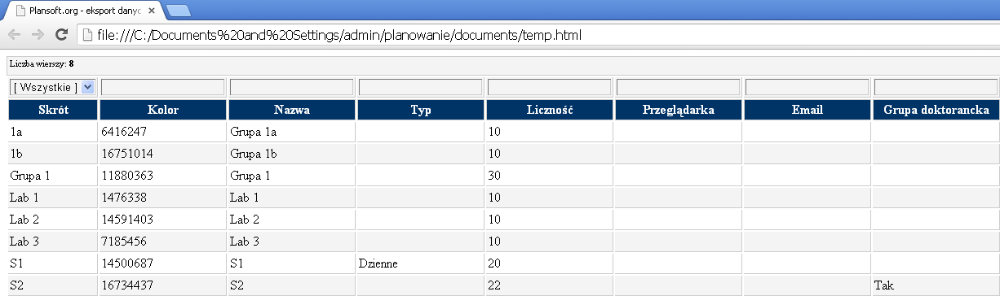 Plansoft.org - eksport danyc
file:///C:/Documents%20and%20Settings/admin/planowanie/documents/temp.html
Liczba wierszy: 8
[ Wszystkie ]
Skrót Kolor Nazwa Typ Liczność Przeglądarka Email Grupa doktorancka
1a 6416247 Grupa 1a 10
1b 16751014 Grupa 1b 10
Grupa 1 11880363 Grupa 1 30
Lab 1 1476338 Lab 1 10
Lab 2 14591403 Lab 2 10
Lab 3 7185456 Lab 3 10
S1 14500687 S1 Dzienne 20
S2 16734437 S2 22 Tak